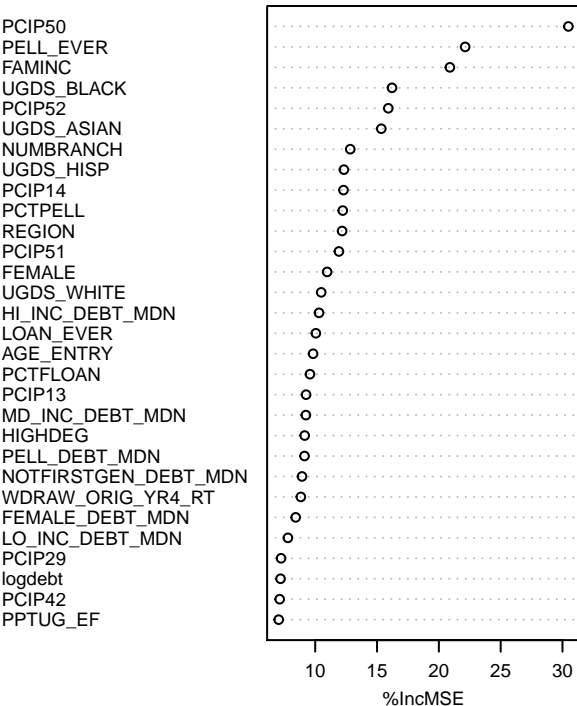 PCIP50
PELL_EVER
FAMINC
UGDS_BLACK
PCIP52
UGDS_ASIAN
NUMBRANCH
UGDS_HISP
PCIP14
PCTPELL
REGION
PCIP51
FEMALE
UGDS_WHITE
HI_INC_DEBT_MDN
LOAN_EVER
AGE_ENTRY
PCTFLOAN
PCIP13
MD_INC_DEBT_MDN
HIGHDEG
PELL_DEBT_MDN
NOTFIRSTGEN_DEBT_MDN
WDRAW_ORIG_YR4_RT
FEMALE_DEBT_MDN
LO_INC_DEBT_MDN
PCIP29
logdebt
PCIP42
PPTUG_EF
10 15 20 25 30
%IncMSE